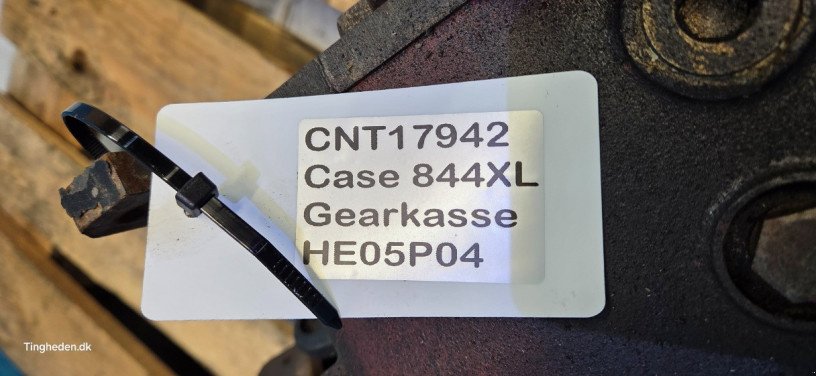 CNT17942
Case 844XL
Gearkasse
HE05P04
Tingheden.dk